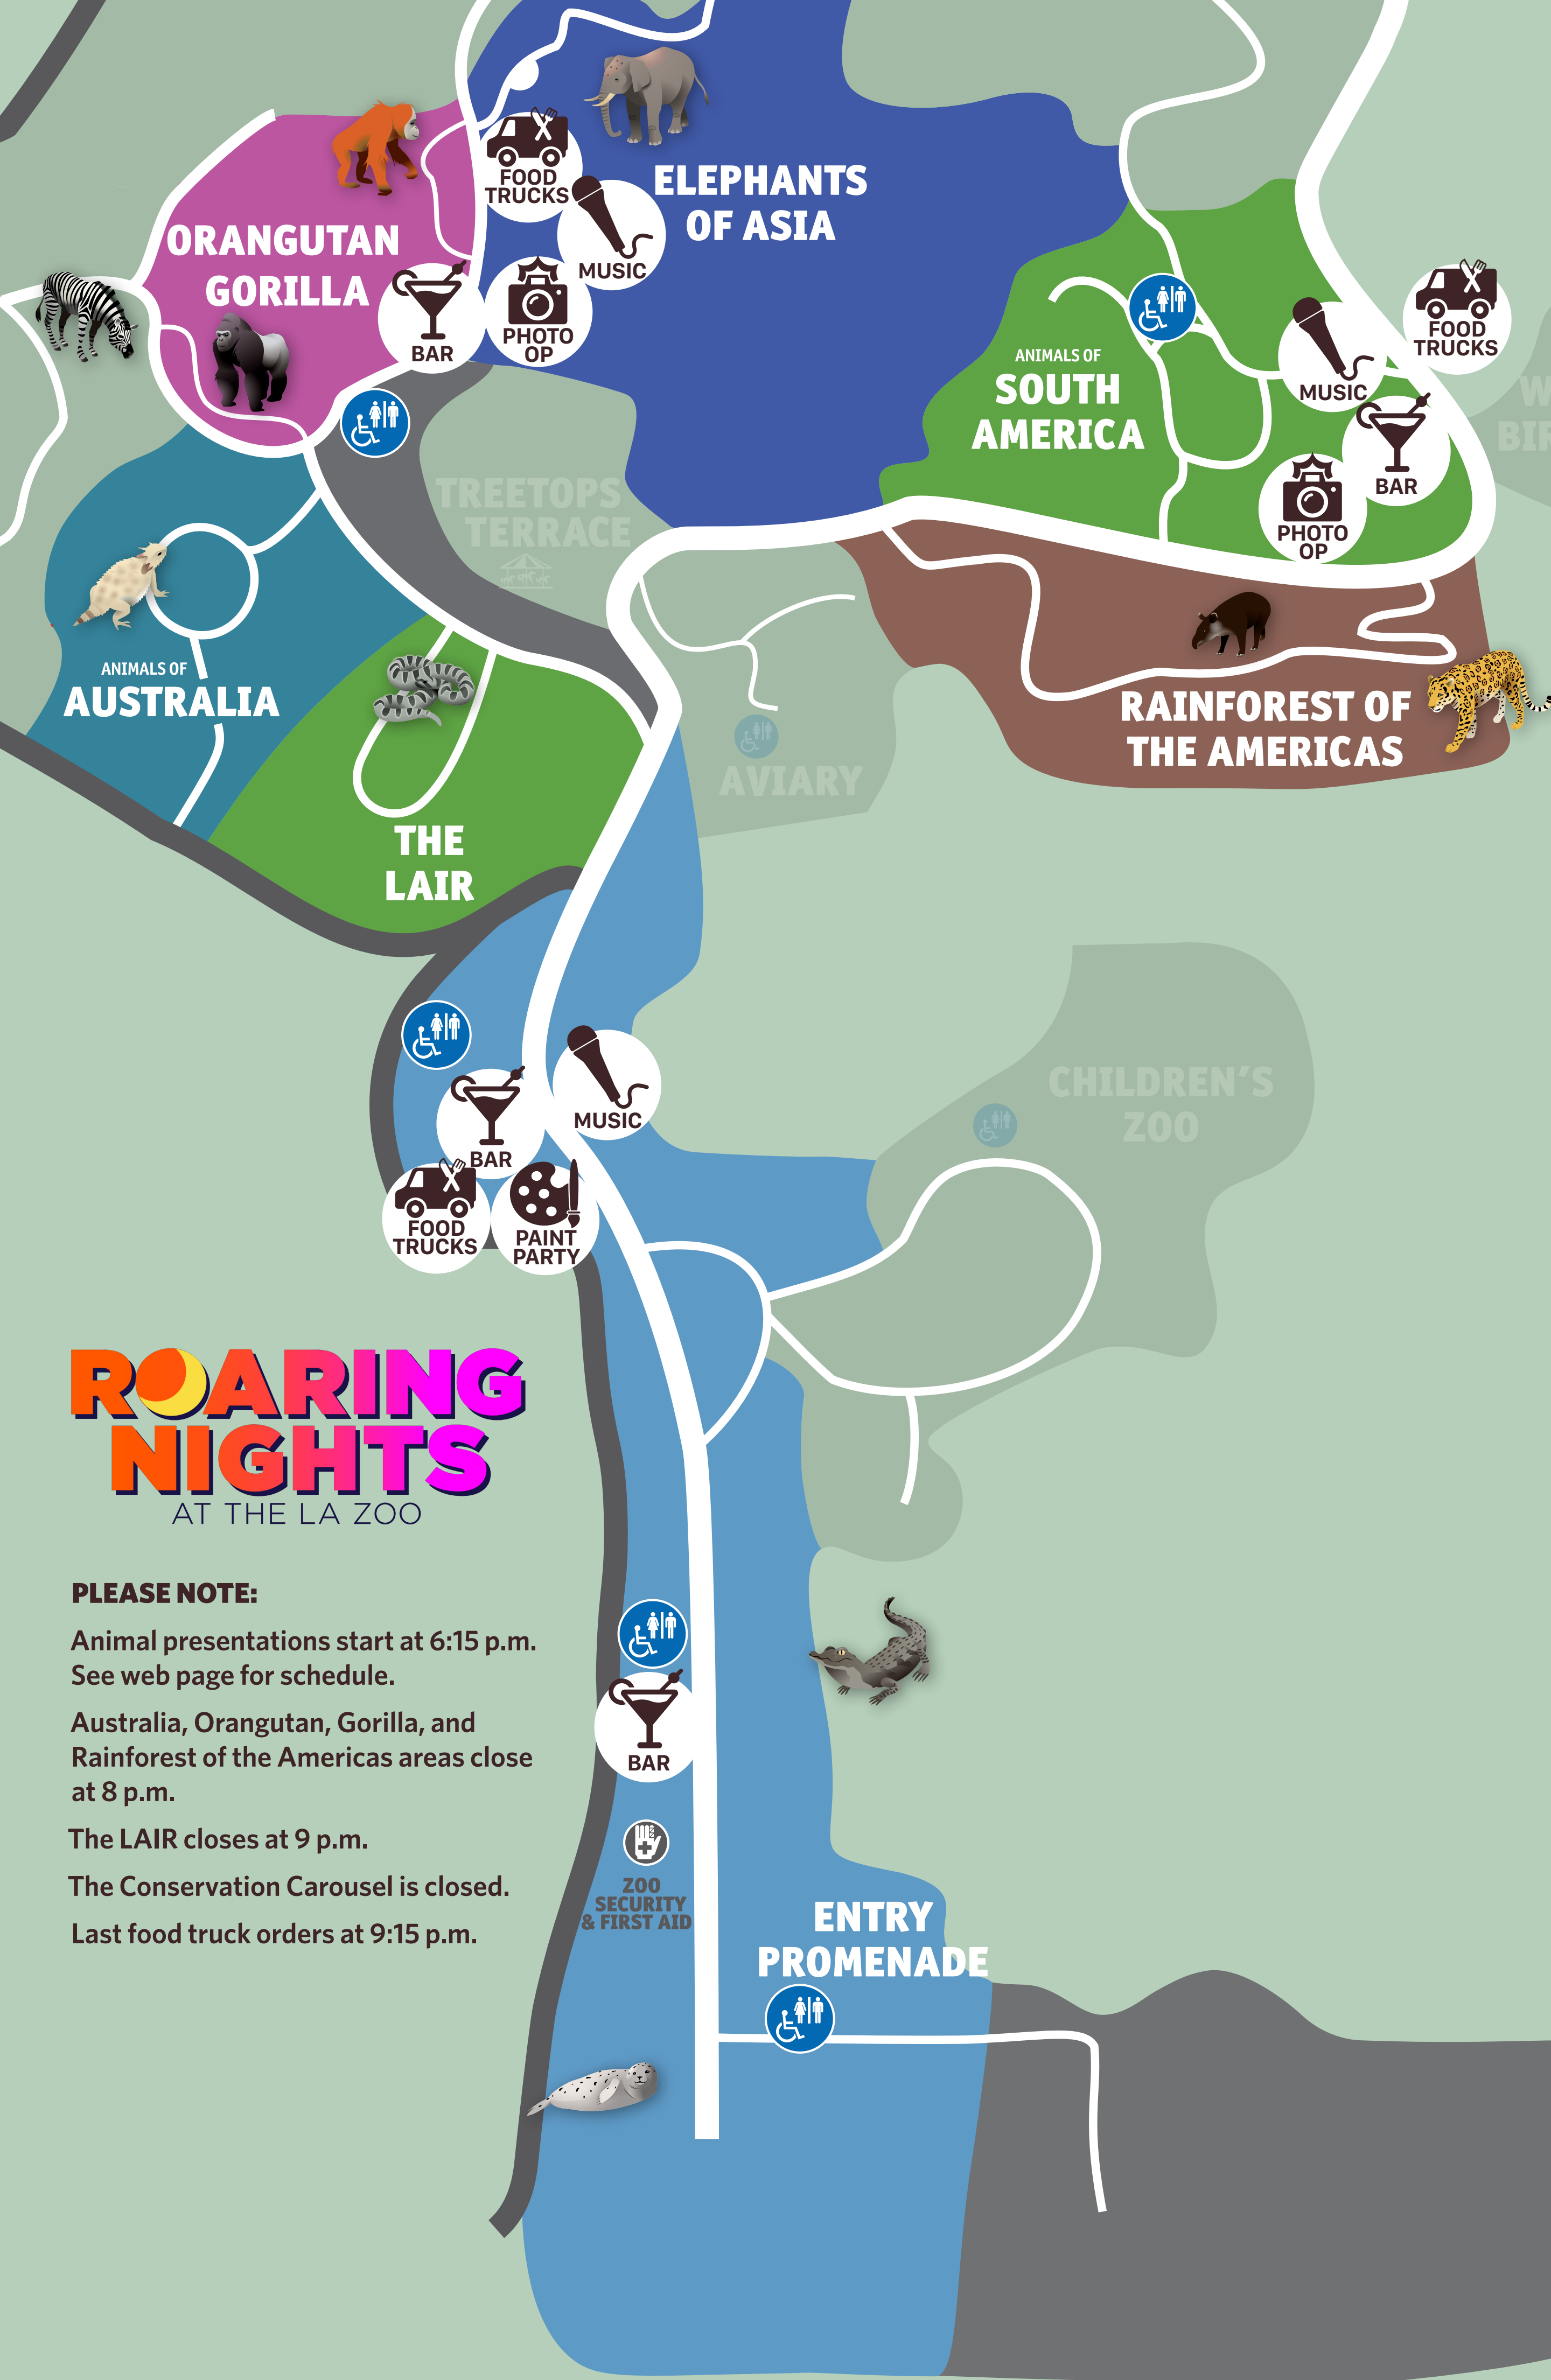 FOOD
TRUCKS
ELEPHANTS
OF ASIA
MUSIC
ORANGUTAN
GORILLA
BAR
PHOTO
OP
ANIMALS OF
SOUTH
AMERICA
MUSIC
FOOD
TRUCKS
BAR
PHOTO
OP
TREETOPS
TERRACE
ANIMALS OF
AUSTRALIA
RAINFOREST OF
THE AMERICAS
AVIARY
THE
LAIR
MUSIC
BAR
FOOD
TRUCKS
PAINT
PARTY
CHILDREN'S
ZOO
ROARING
NIGHTS
AT THE LA ZOO
PLEASE NOTE:
Animal presentations start at 6:15 p.m.
See web page for schedule.
Australia, Orangutan, Gorilla, and
Rainforest of the Americas areas close
at 8 p.m.
The LAIR closes at 9 p.m.
The Conservation Carousel is closed.
Last food truck orders at 9:15 p.m.
BAR
ZOO
SECURITY
& FIRST AID
ENTRY
PROMENADE